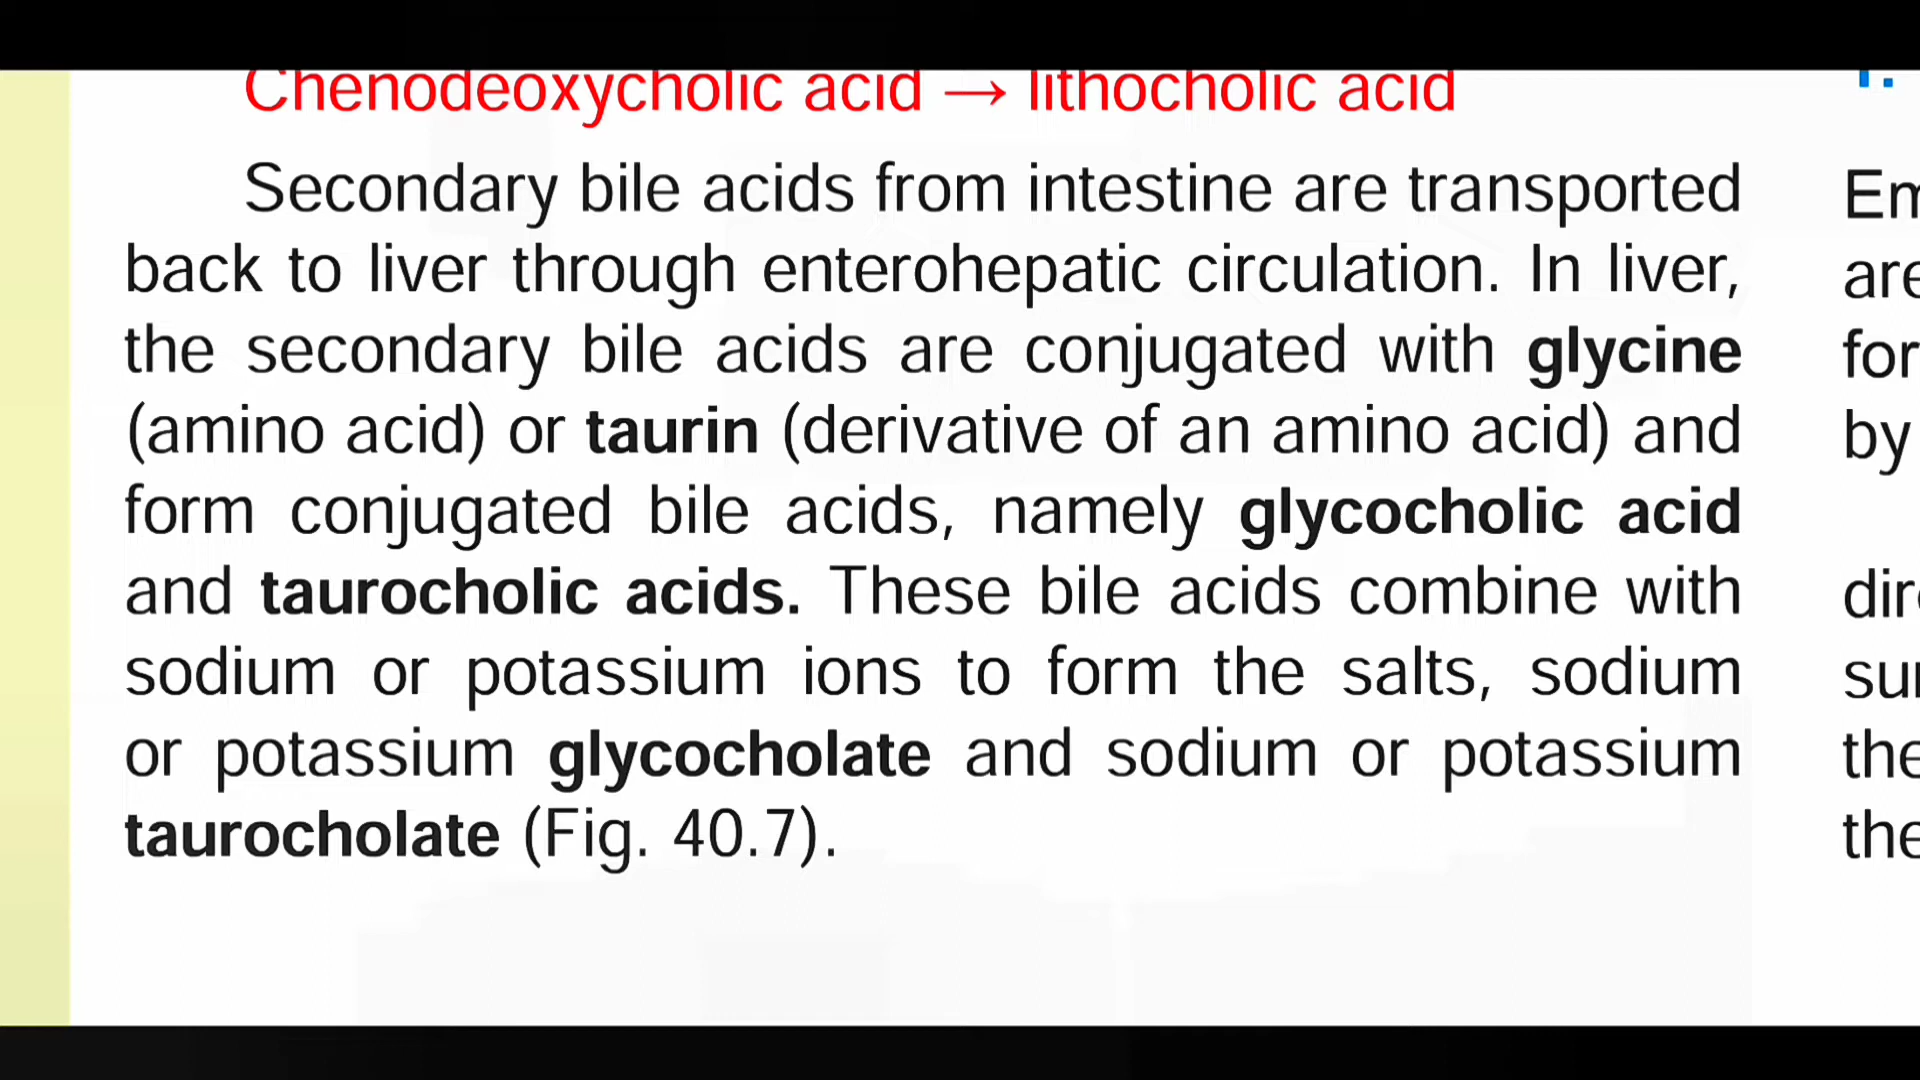 Chenodeoxycholic acid → lithocholic acid
Secondary bile acids from intestine are transported
back to liver through enterohepatic circulation. In liver,
the secondary bile acids are conjugated with glycine
(amino acid) or taurin (derivative of an amino acid) and
form conjugated bile acids, namely glycocholic acid
and taurocholic acids. These bile acids combine with
sodium or potassium ions to form the salts, sodium
or potassium glycocholate and sodium or potassium
taurocholate (Fig. 40.7).
by
the
the